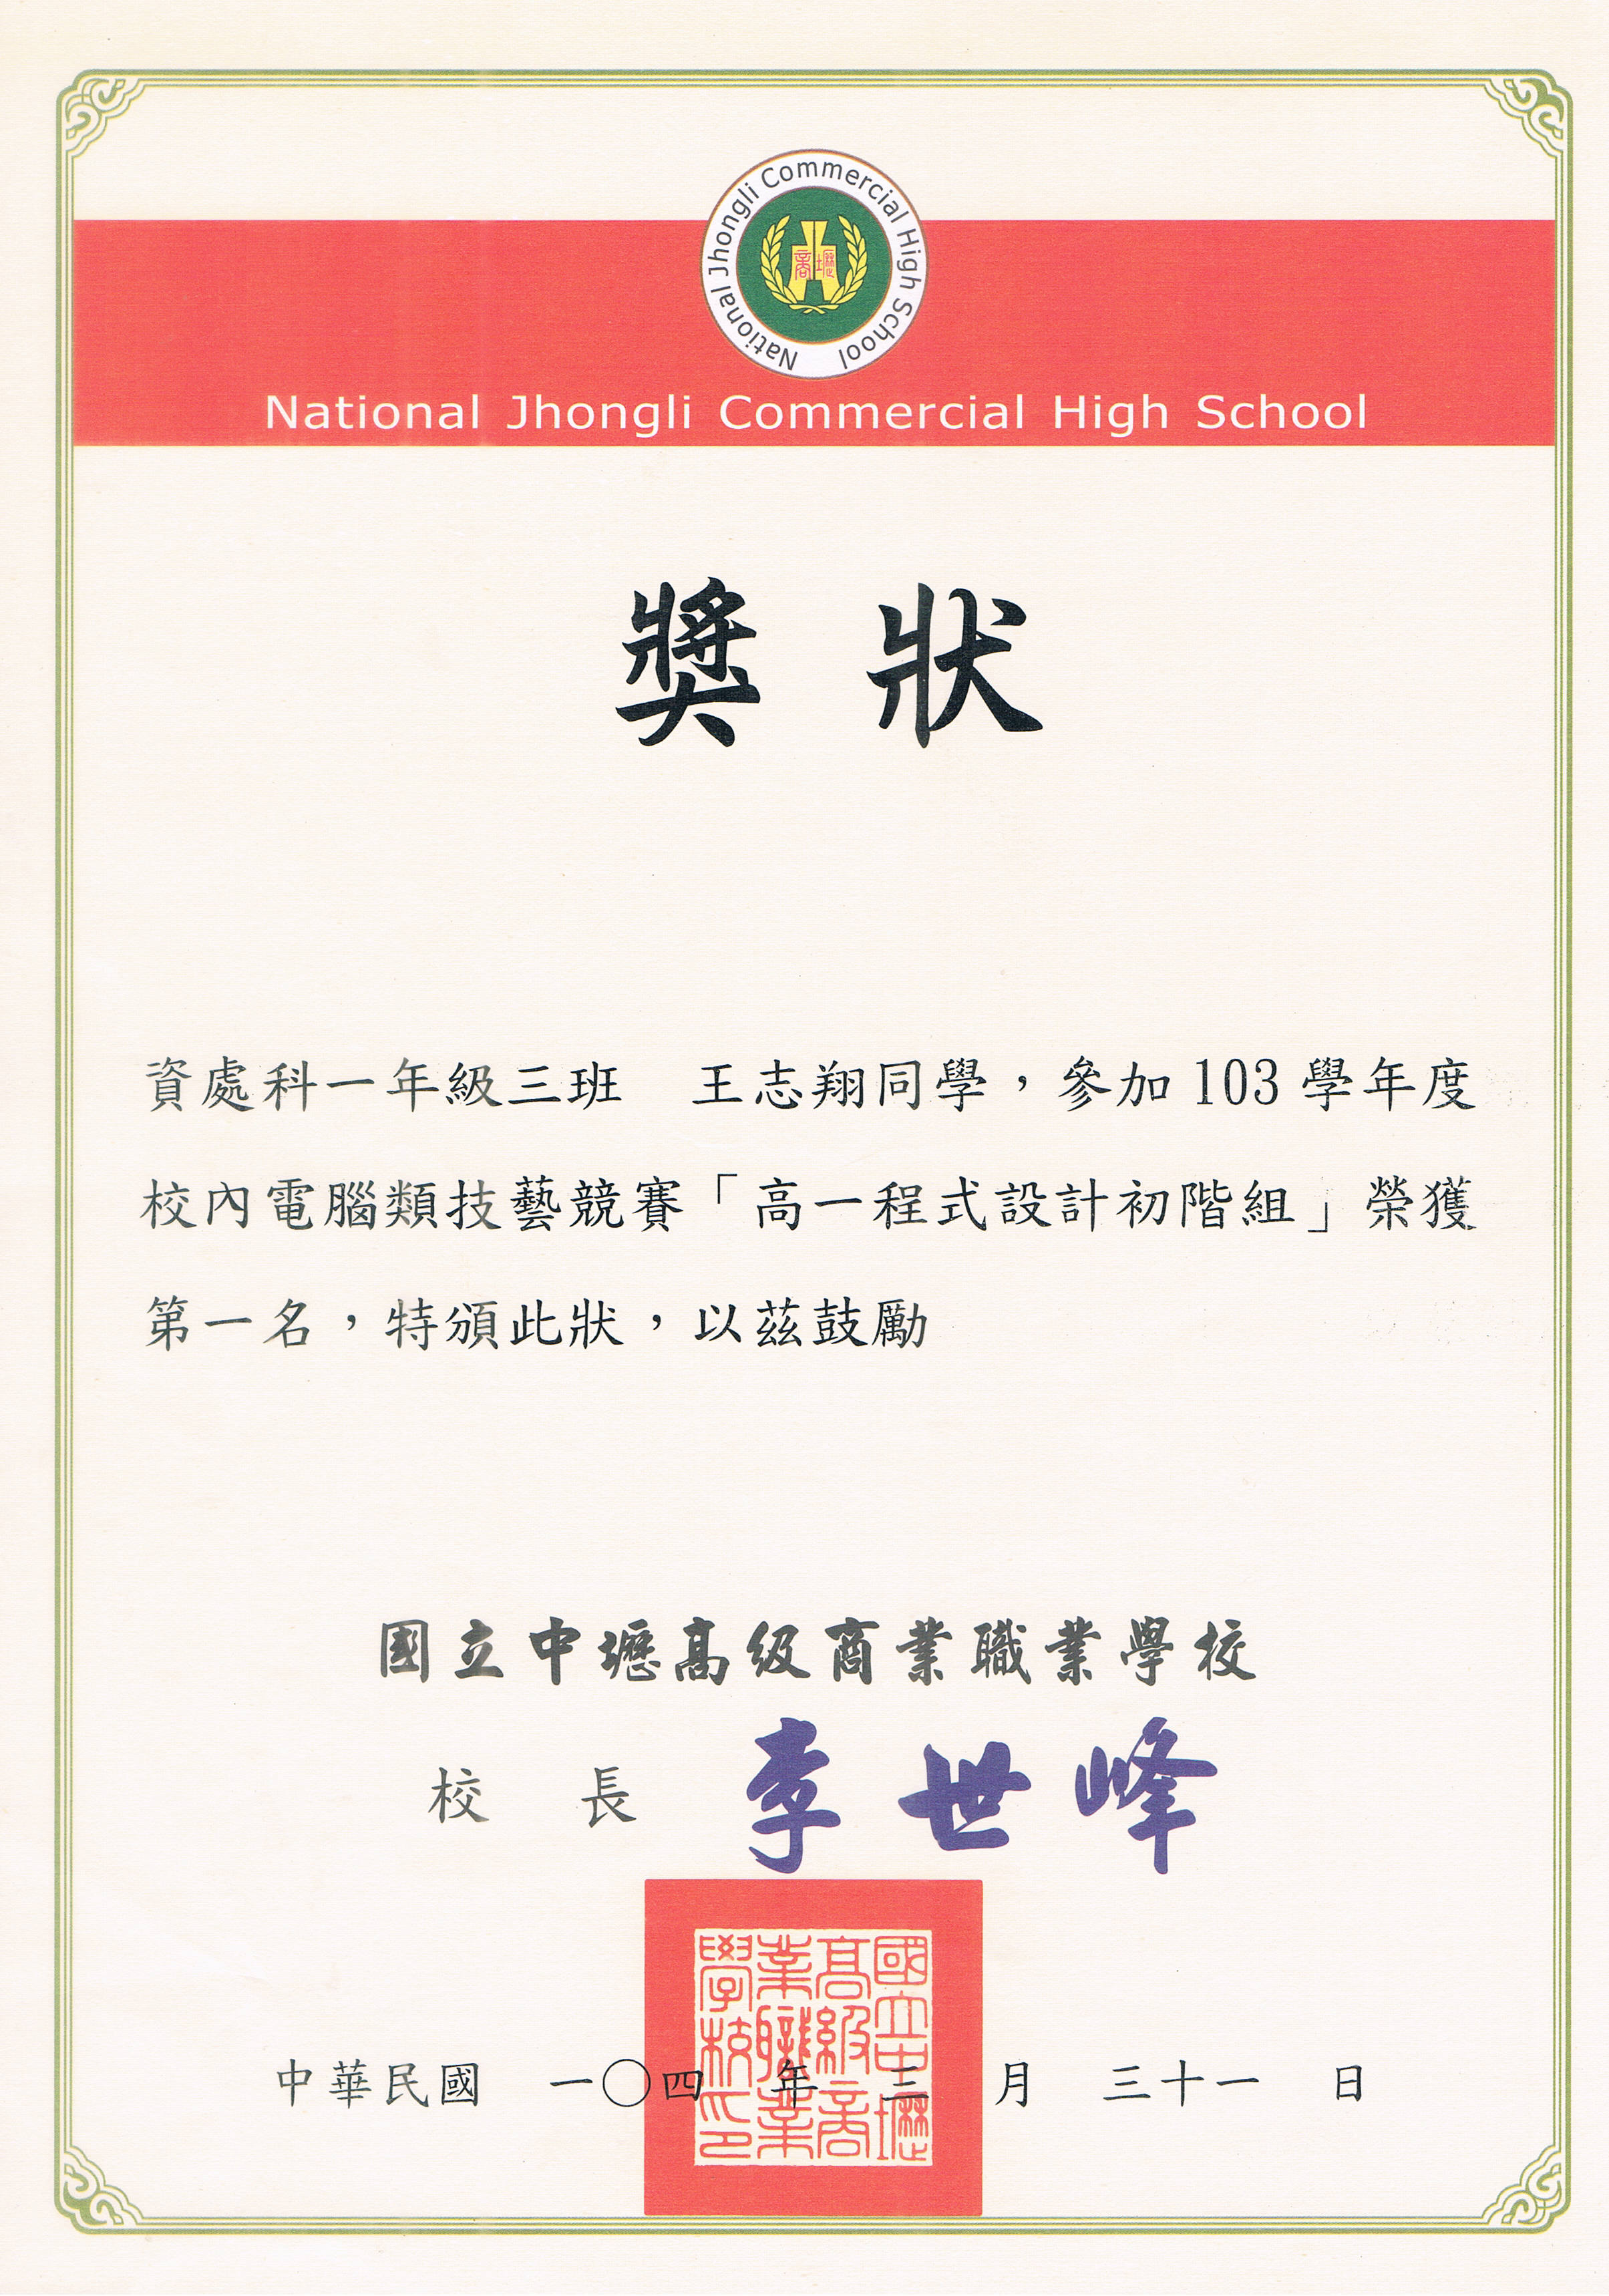 National Jhongli Commercial High School
商壢
National Jhongli Commercial High School
獎 狀
資處科一年級三班 王志翔同學，參加 103 學年度
校內電腦類技藝競賽「高一程式設計初階組」榮獲
第一名，特頒此狀，以茲鼓勵
國立中壢高級商業職業學校
校 長 李世峰
國立中壢高級商業職業學校印
中華民國 一〇四 年 三 月 三十一 日